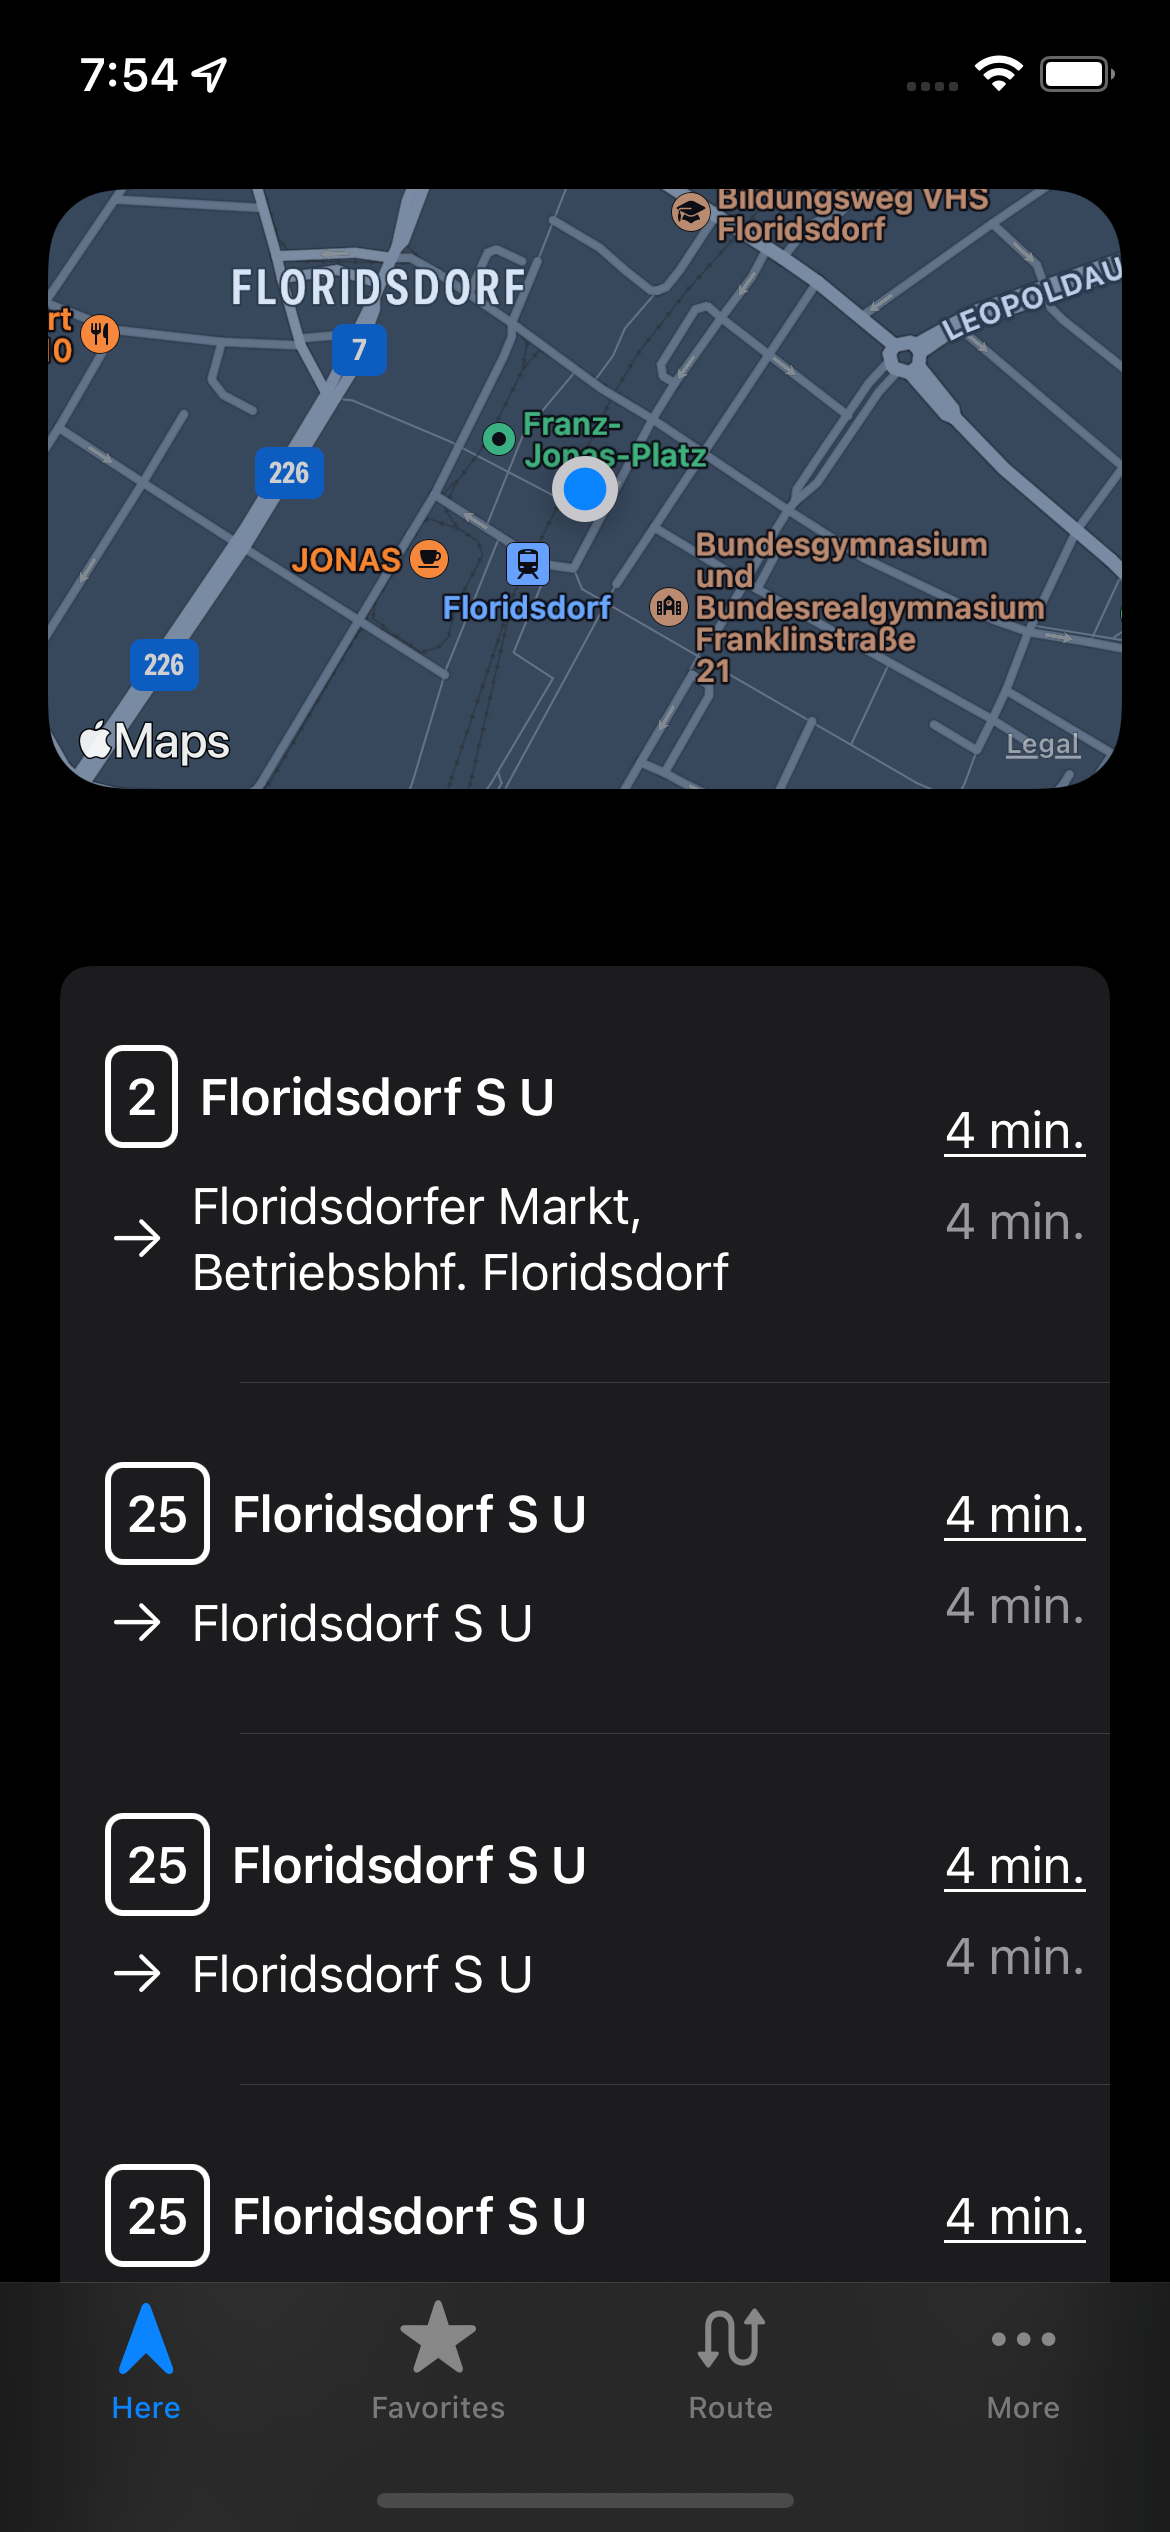 7:54
Bildungsweg VHS
Floridsdorf
FLORIDSDORF
LEOPOLDAU
rt
10
7
Franz-
Jonas-Platz
226
JONAS
Floridsdorf
Bundesgymnasium
und
Bundesrealgymnasium
Franklinstraße
21
226
Maps
Legal
2 Floridsdorf S U
4 min.
Floridsdorfer Markt,
Betriebsbhf. Floridsdorf
4 min.
25 Floridsdorf S U
4 min.
Floridsdorf S U
4 min.
25 Floridsdorf S U
4 min.
Floridsdorf S U
4 min.
25 Floridsdorf S U
4 min.
Here
Favorites
Route
More